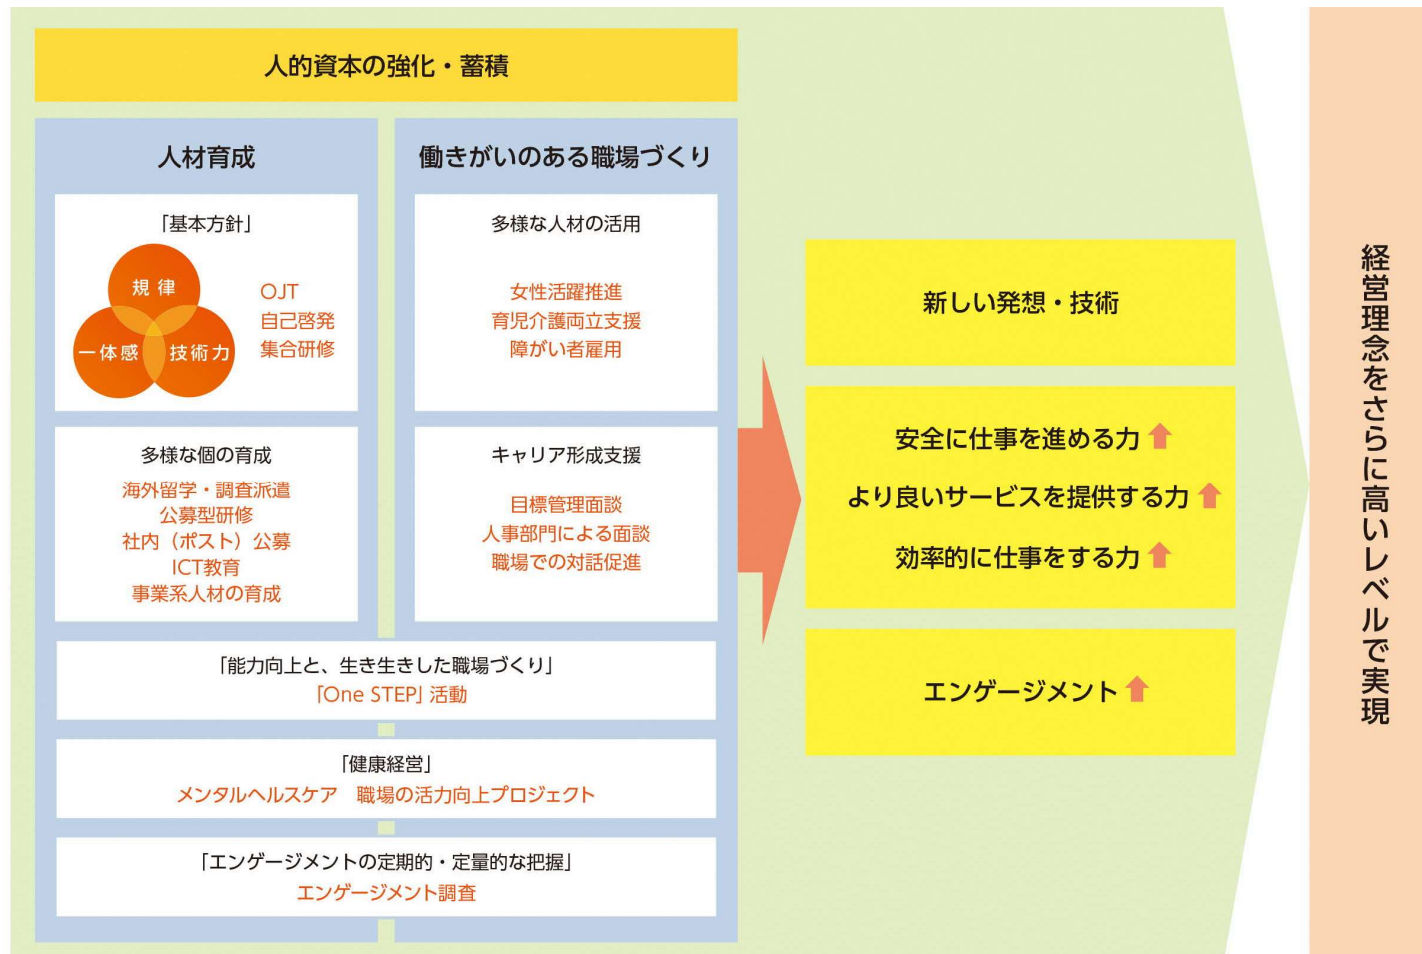 人的資本の強化・蓄積
人材育成
「基本方針」
規律
一体感
技術力
OJT
自己啓発
集合研修
多様な個の育成
海外留学・調査派遣
公募型研修
社内（ポスト）公募
ICT教育
事業系人材の育成
働きがいのある職場づくり
多様な人材の活用
女性活躍推進
育児介護両立支援
障がい者雇用
キャリア形成支援
目標管理面談
人事部門による面談
職場での対話促進
「能力向上と、生き生きした職場づくり」
「One STEP」活動
「健康経営」
メンタルヘルスケア　職場の活力向上プロジェクト
「エンゲージメントの定期的・定量的な把握」
エンゲージメント調査
新しい発想・技術
安全に仕事を進める力
より良いサービスを提供する力
効率的に仕事をする力
エンゲージメント
経営理念をさらに高いレベルで実現